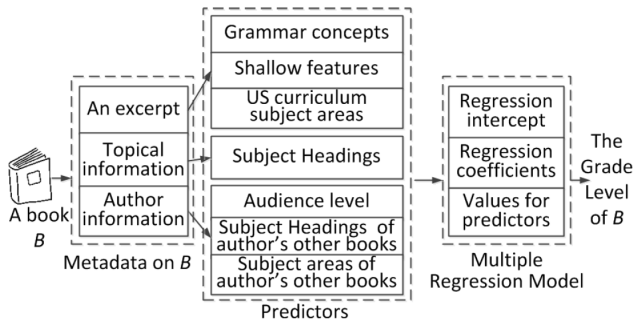 A book
B
An excerpt
Topical
information
Author
information
Metadata on B
Grammar concepts
Shallow features
US curriculum
subject areas
Subject Headings
Audience level
Subject Headings of
author's other books
Subject areas of
author's other books
Predictors
Regression
intercept
Regression
coefficients
Values for
predictors
Multiple
Regression Model
The
Grade
Level
of B